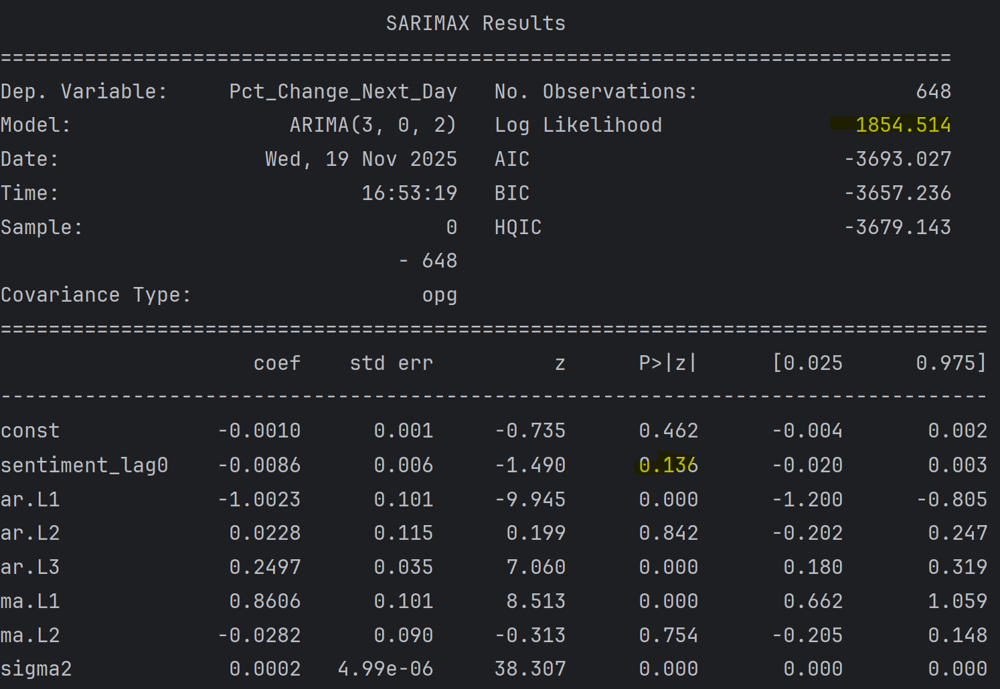 SARIMAX Results
===============================================================================
Dep. Variable: Pct_Change_Next_Day No. Observations: 648
Model: ARIMA(3, 0, 2) Log Likelihood 1854.514
Date: Wed, 19 Nov 2025 AIC -3693.027
Time: 16:53:19 BIC -3657.236
Sample: 0 HQIC -3679.143
- 648
Covariance Type: opg
==================================================================================
coef std err z P>|z| [0.025 0.975]
----------------------------------------------------------------------------------
const -0.0010 0.001 -0.735 0.462 -0.004 0.002
sentiment_lag0 -0.0086 0.006 -1.490 0.136 -0.020 0.003
ar.L1 -1.0023 0.101 -9.945 0.000 -1.200 -0.805
ar.L2 0.0228 0.115 0.199 0.842 -0.202 0.247
ar.L3 0.2497 0.035 7.060 0.000 0.180 0.319
ma.L1 0.8606 0.101 8.513 0.000 0.662 1.059
ma.L2 -0.0282 0.090 -0.313 0.754 -0.205 0.148
sigma2 0.0002 4.99e-06 38.307 0.000 0.000 0.000